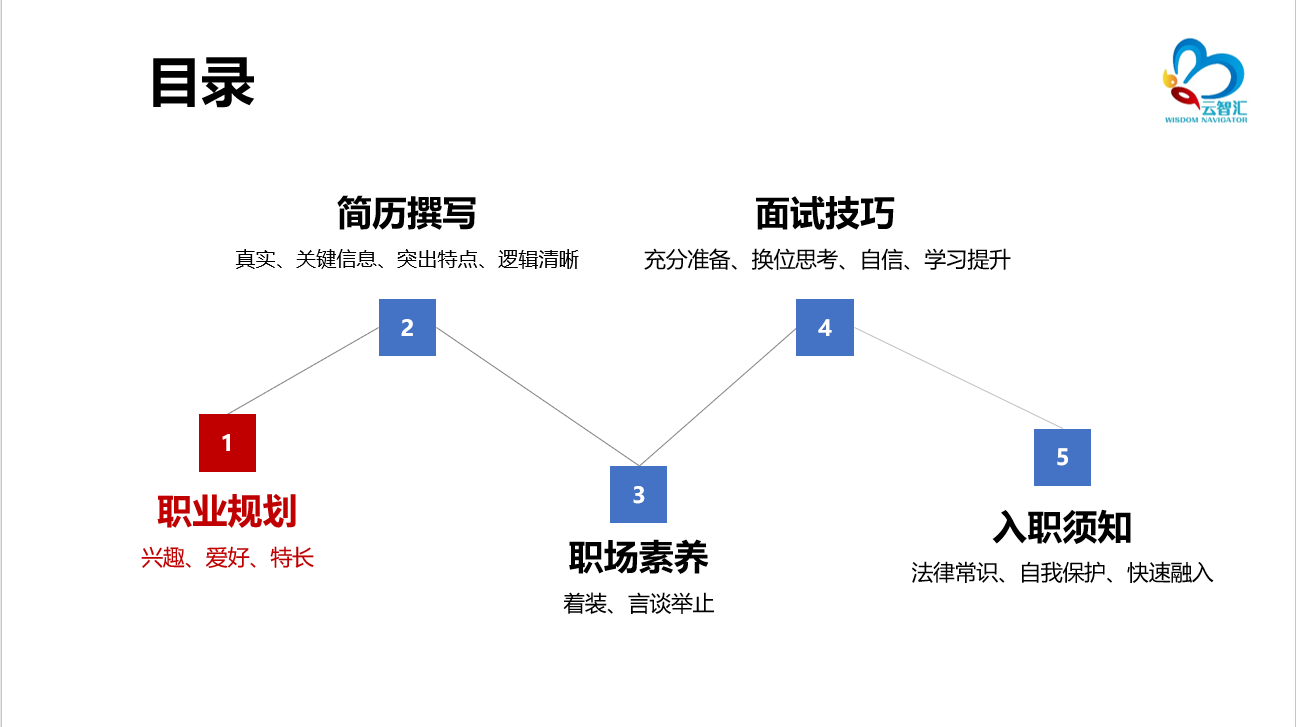 目录
云智汇
WISDOM NAVIGATOR
简历撰写
真实、关键信息、突出特点、逻辑清晰
面试技巧
充分准备、换位思考、自信、学习提升
2
4
1
职业规划
兴趣、爱好、特长
3
职场素养
着装、言谈举止
5
入职须知
法律常识、自我保护、快速融入